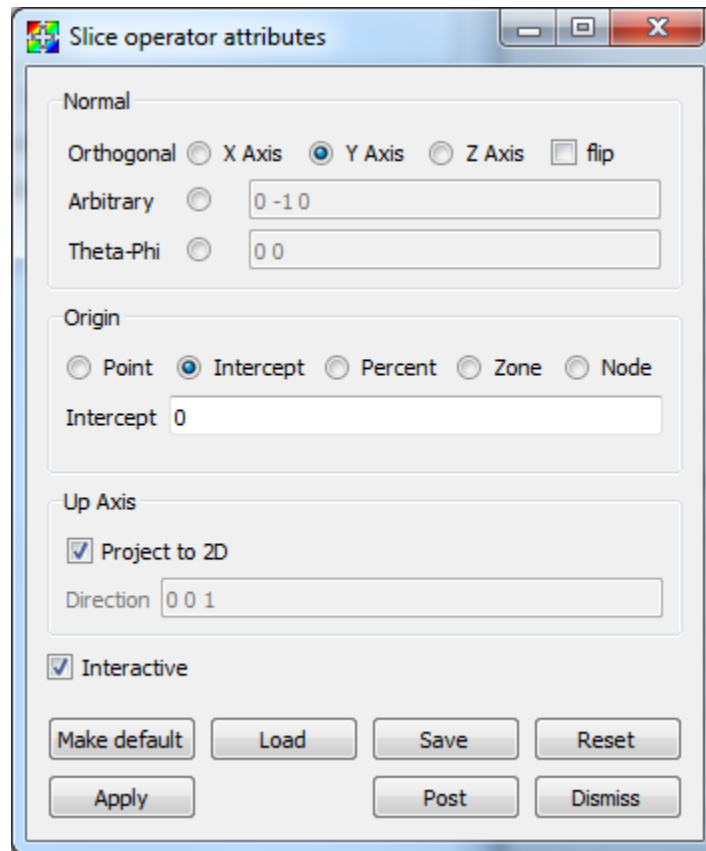 Slice operator attributes
Normal
Orthogonal X Axis Y Axis Z Axis flip
Arbitrary 0 -1 0
Theta-Phi 0 0
Origin
Point Intercept Percent Zone Node
Intercept 0
Up Axis
Project to 2D
Direction 0 0 1
Interactive
Make default Load Save Reset
Apply Post Dismiss